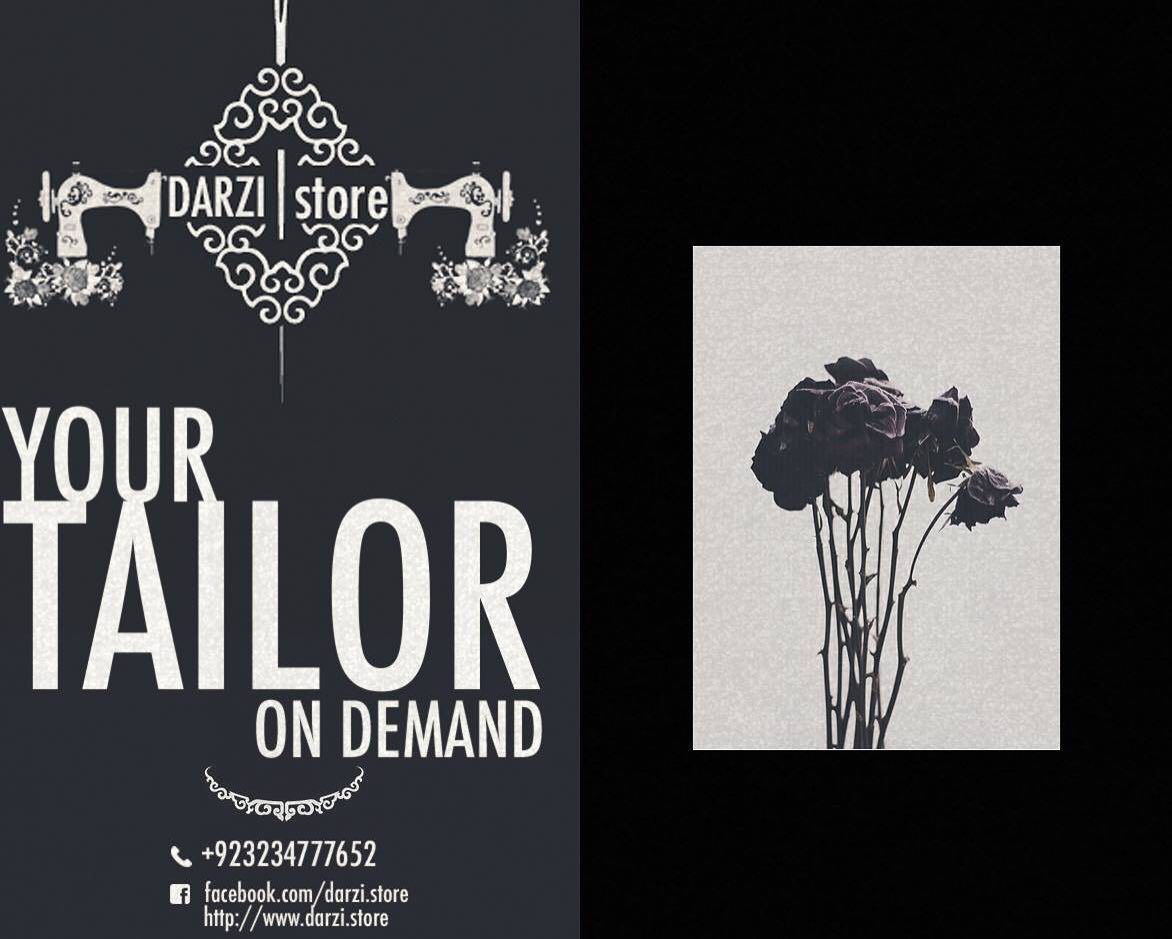 DARZI store
YOUR
TAILOR
ON DEMAND
+923234777652
facebook.com/darzi.store
http://www.darzi.store